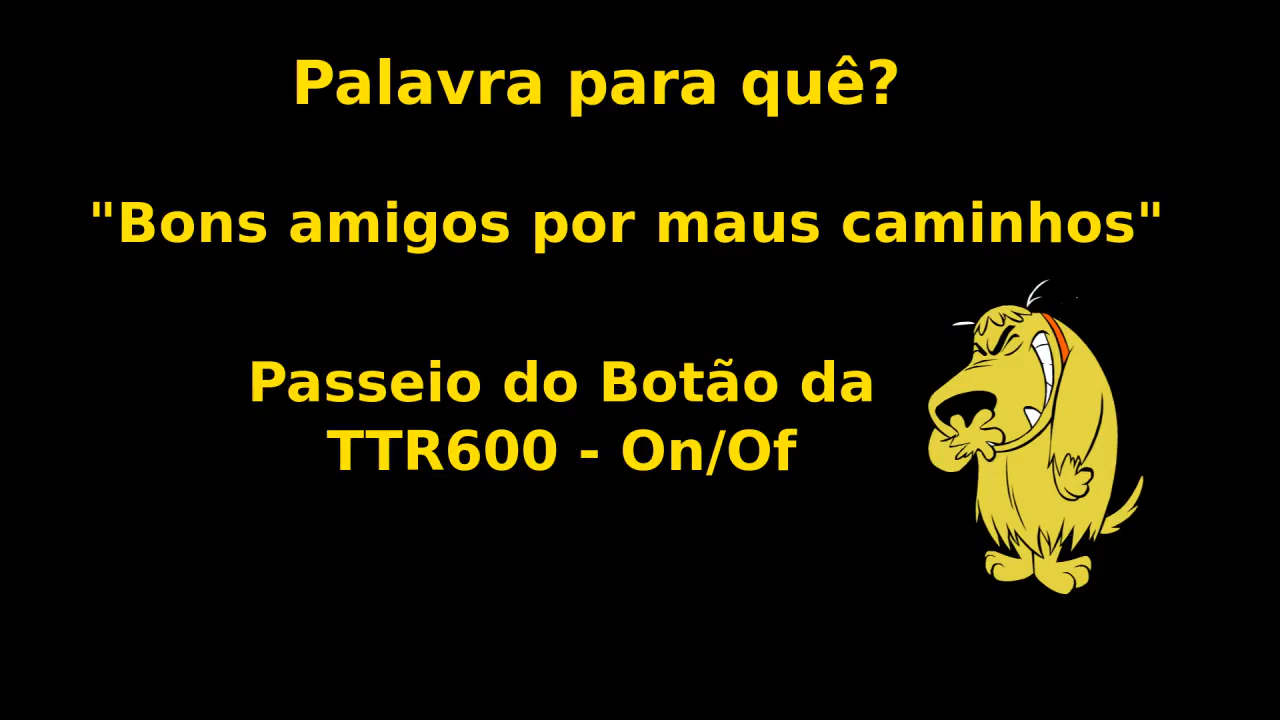 Palavra para quê?
"Bons amigos por maus caminhos"
Passeio do Botão da
TTR600 - On/Of